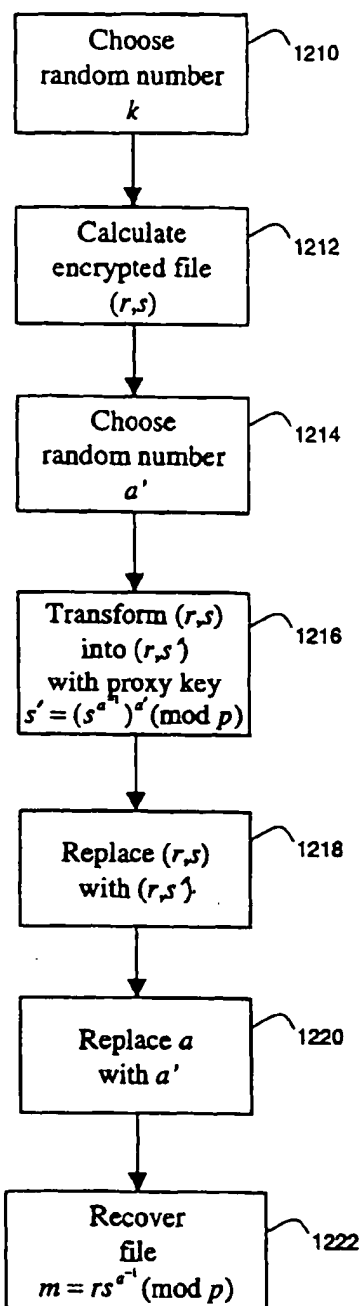 Choose
random number
k
1210
Calculate
encrypted file
(r,s)
1212
Choose
random number
a'
1214
Transform (r,s)
into (r,s')
with proxy key
s' = (s^{a^{-1}})^{a'} (mod p)
1216
Replace (r,s)
with (r,s')
1218
Replace a
with a'
1220
Recover
file
m = rs^{a^{-1}} (mod p)
1222